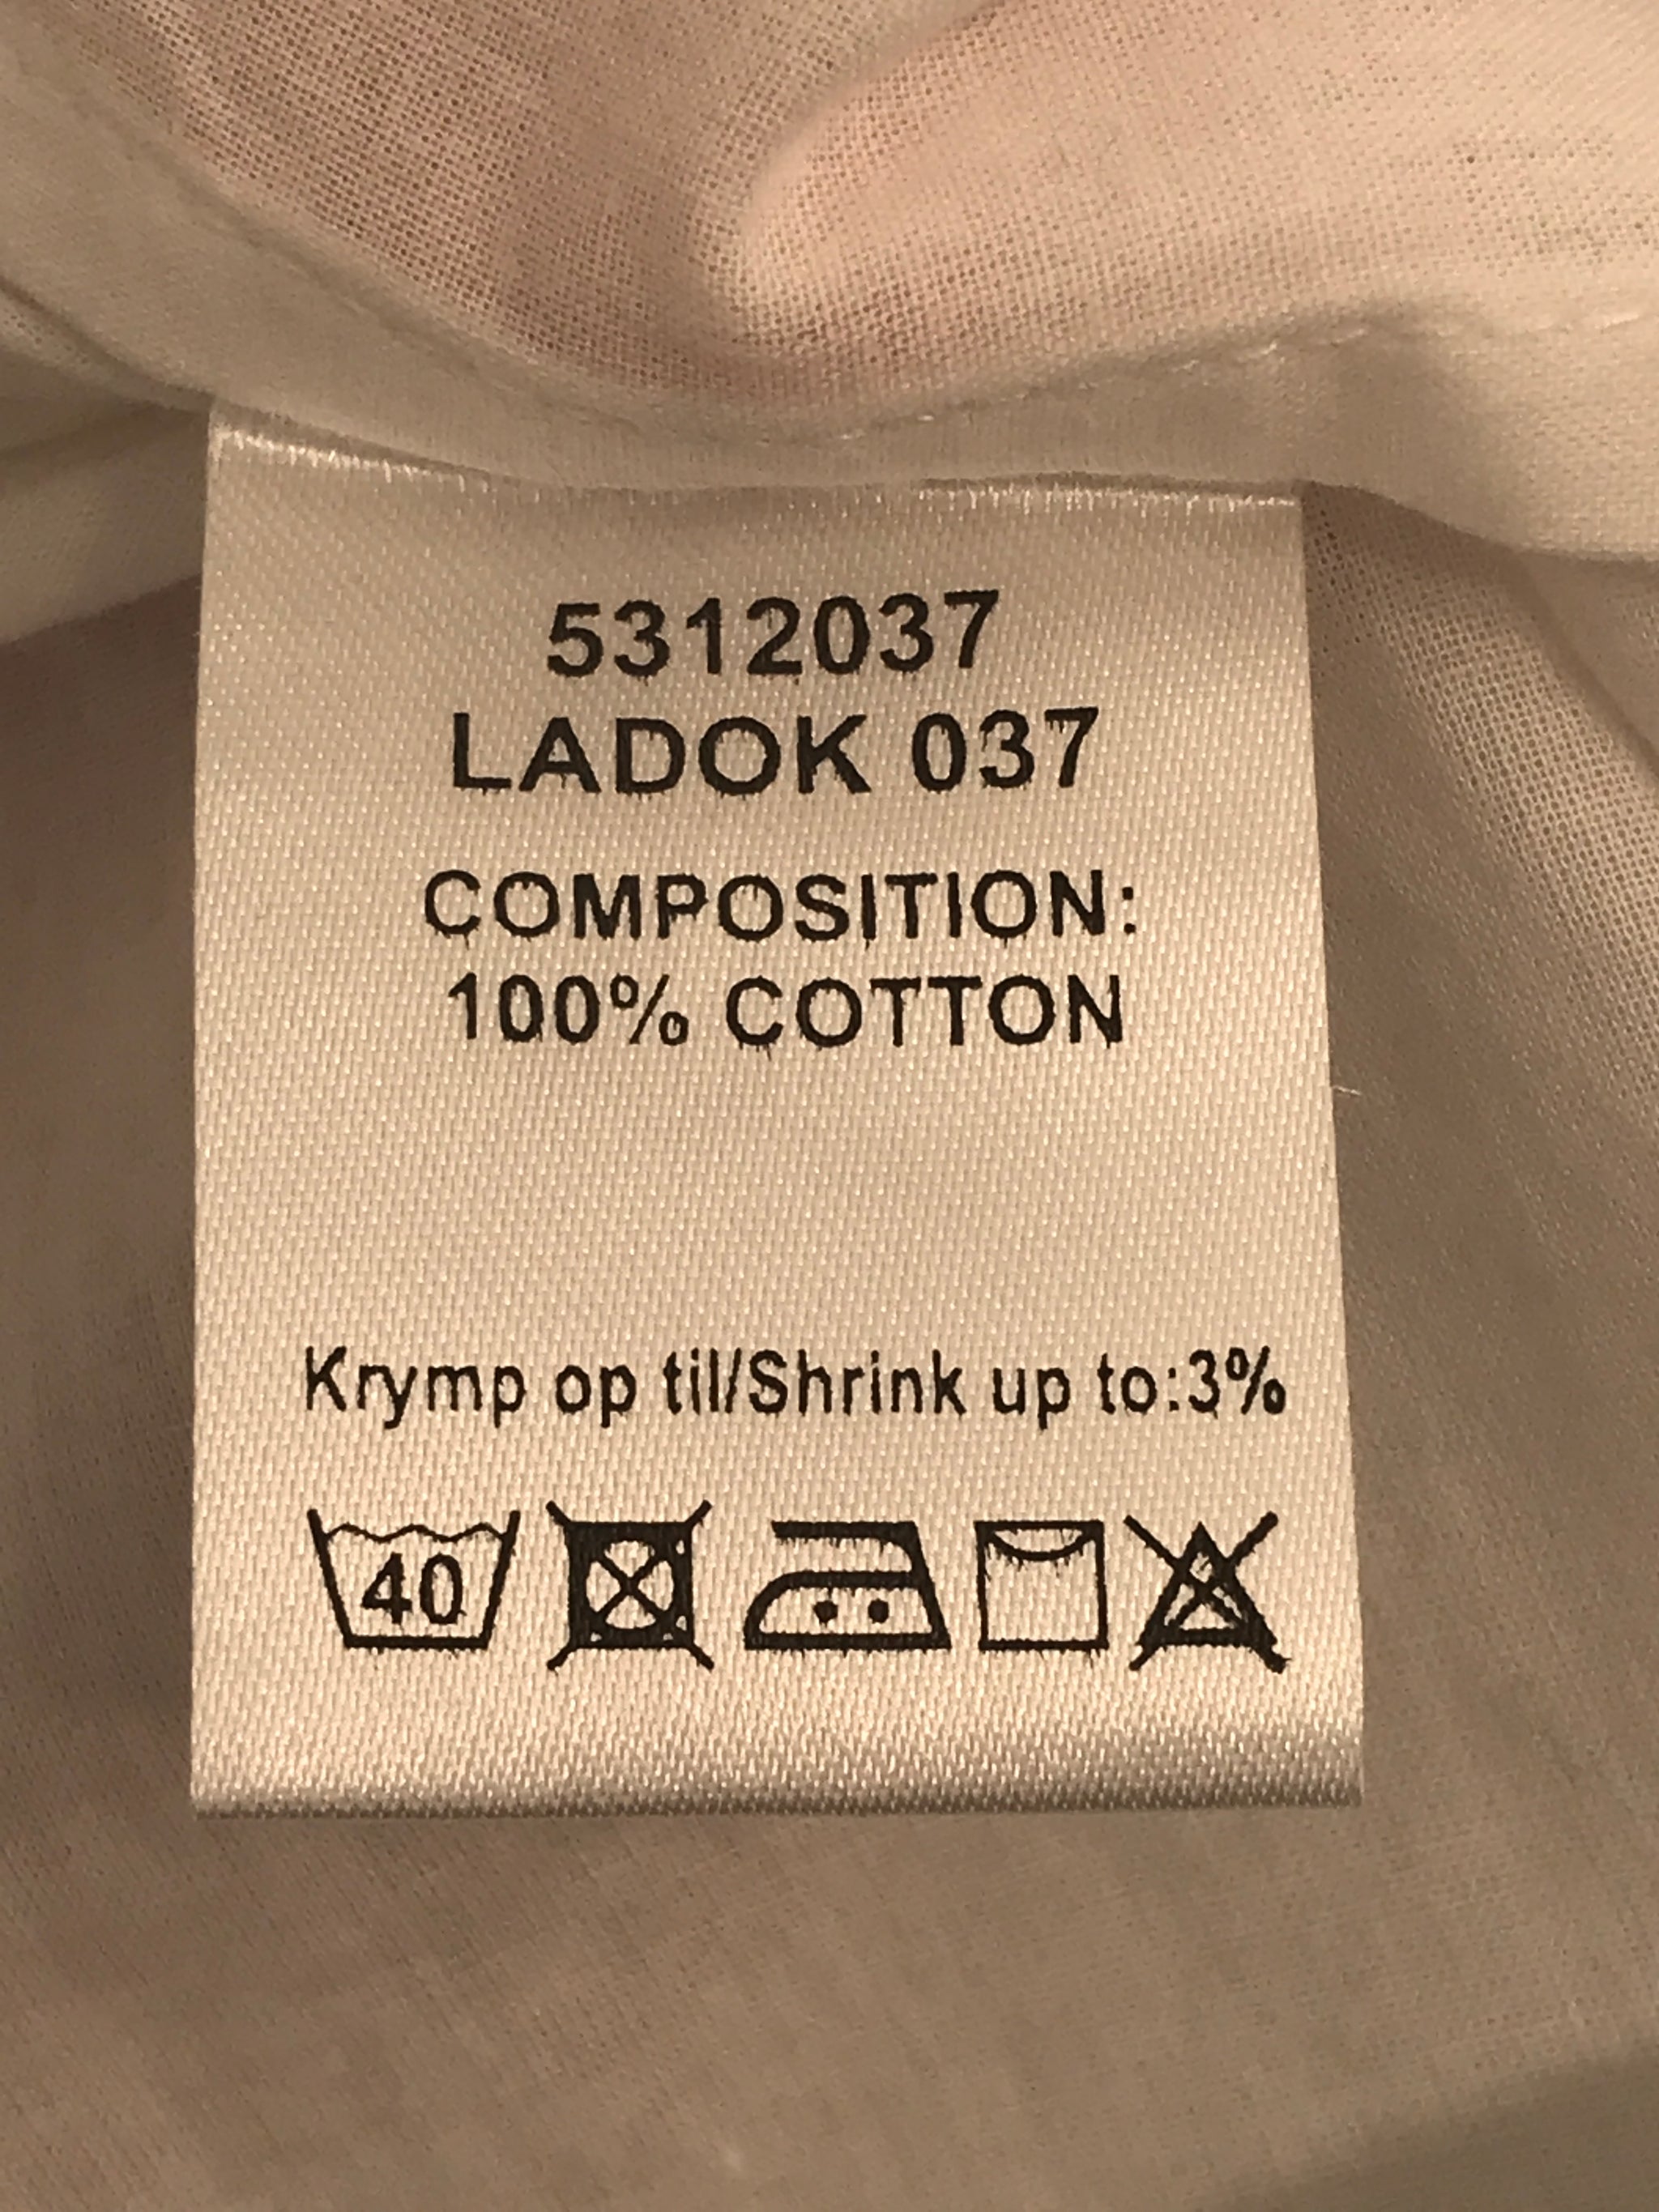 5312037
LADOK 037
COMPOSITION:
100% COTTON
Krymp op til/Shrink up to:3%
40